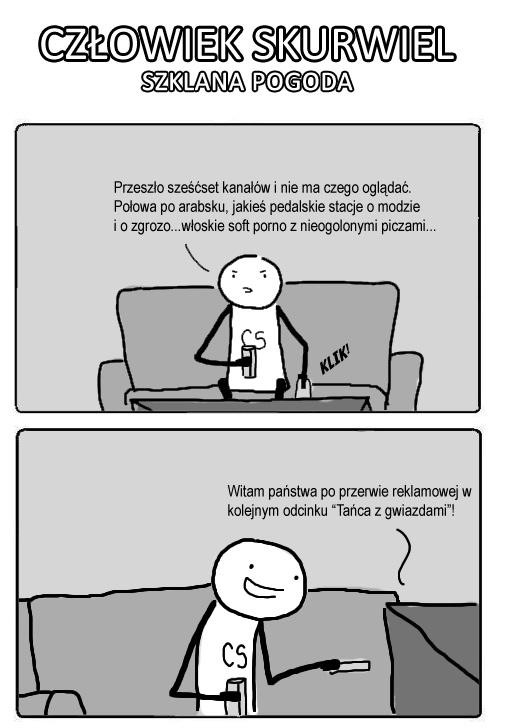 CZŁOWIEK SKURWIEL
SZKLANA POGODA
Przeszło sześćset kanałów i nie ma czego oglądać.
Połowa po arabsku, jakieś pedalskie stacje o modzie
i o zgrozo...włoskie soft porno z nieogolonymi piczami...
CS
KLIK!
Witam państwa po przerwie reklamowej w
kolejnym odcinku “Tańca z gwiazdami”!
CS